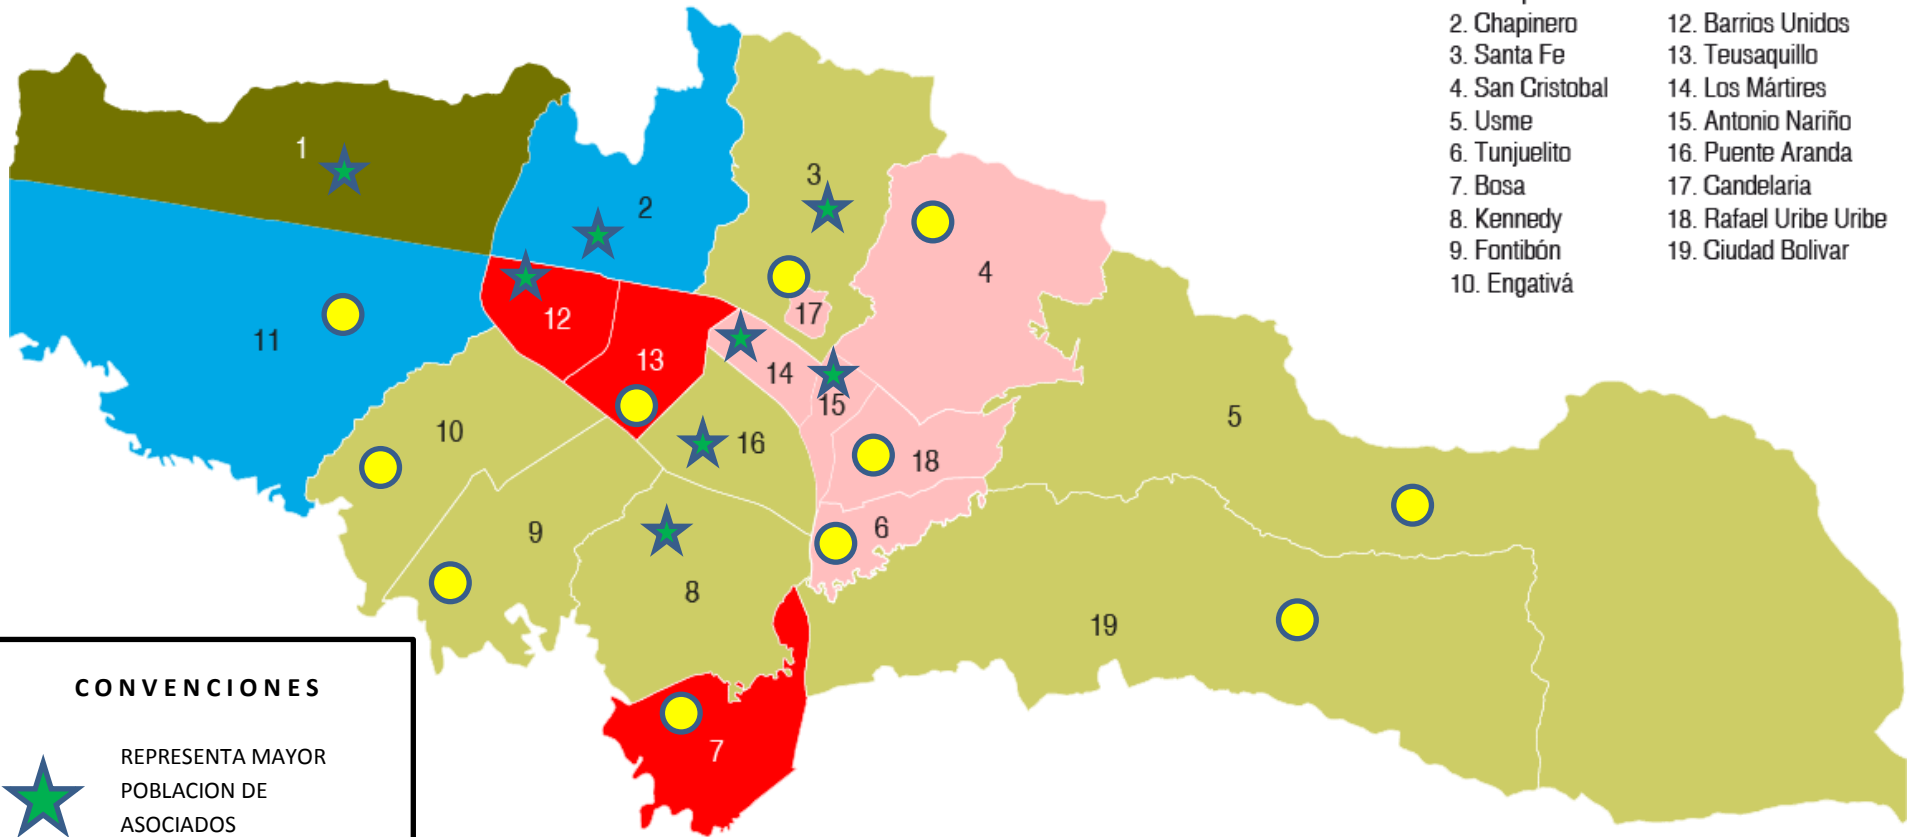 2. Chapinero
3. Santa Fe
4. San Cristobal
5. Usme
6. Tunjuelito
7. Bosa
8. Kennedy
9. Fontibón
10. Engativá
12. Barrios Unidos
13. Teusaquillo
14. Los Mártires
15. Antonio Nariño
16. Puente Aranda
17. Candelaria
18. Rafael Uribe Uribe
19. Ciudad Bolivar
1
2
3
4
17
11
12
13
14
15
10
16
18
5
9
6
8
19
7
CONVENCIONES
REPRESENTA MAYOR
POBLACION DE
ASOCIADOS